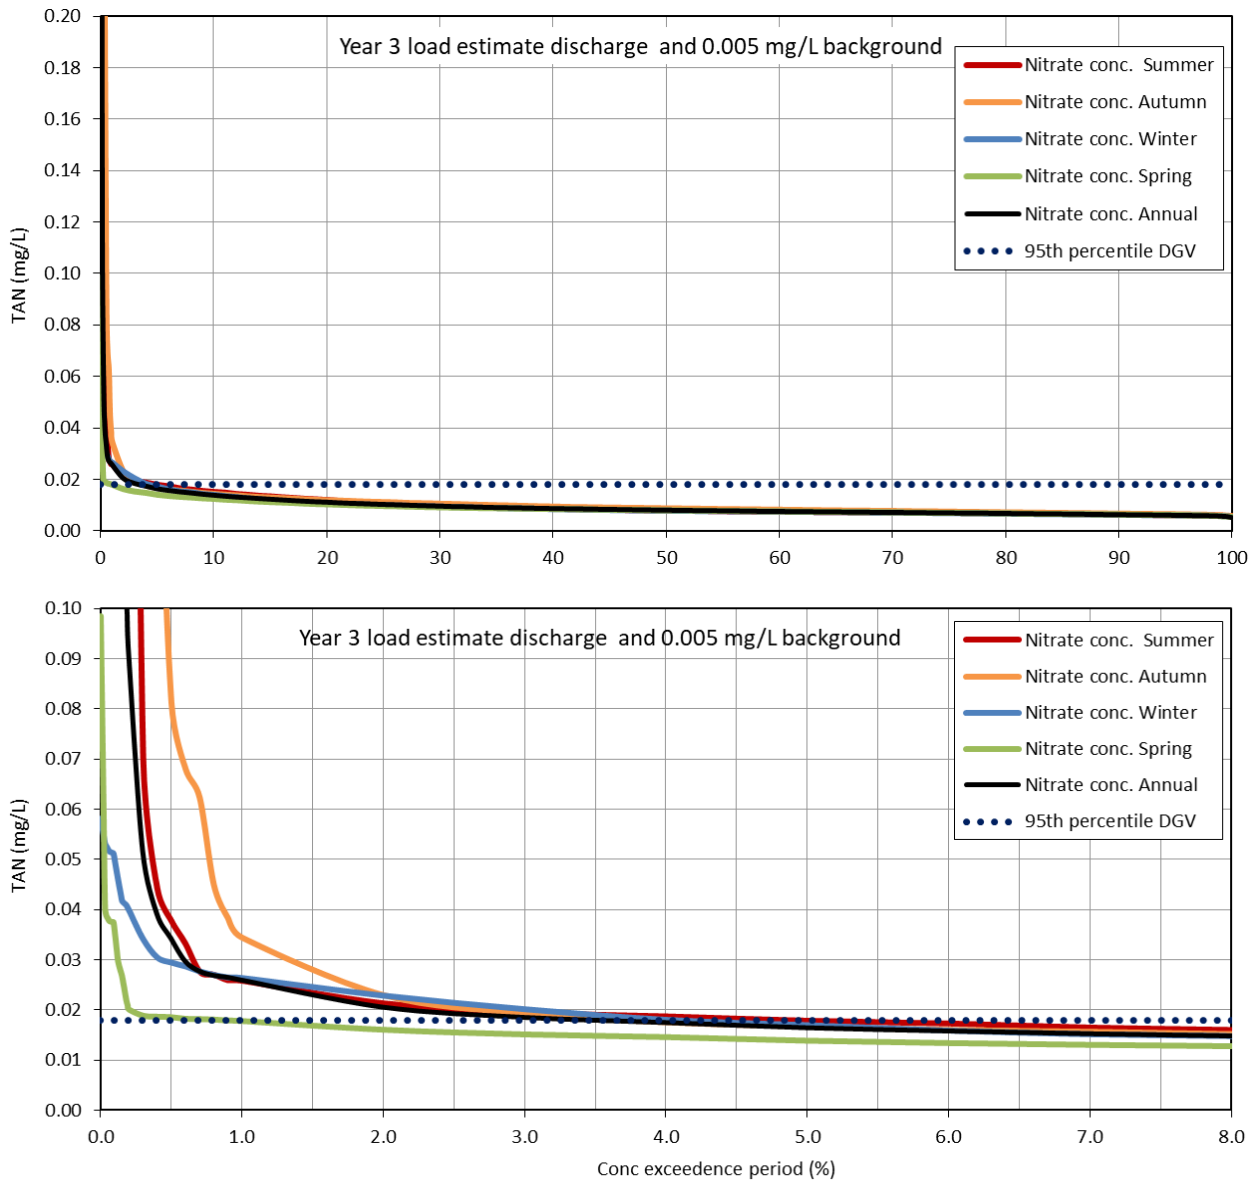 Year 3 load estimate discharge and 0.005 mg/L background
0.20
0.18
0.16
0.14
0.12
0.10
0.08
0.06
0.04
0.02
0.00
TAN (mg/L)
Nitrate conc. Summer
Nitrate conc. Autumn
Nitrate conc. Winter
Nitrate conc. Spring
Nitrate conc. Annual
95th percentile DGV
0 10 20 30 40 50 60 70 80 90 100
Year 3 load estimate discharge and 0.005 mg/L background
0.10
0.09
0.08
0.07
0.06
0.05
0.04
0.03
0.02
0.01
0.00
TAN (mg/L)
Nitrate conc. Summer
Nitrate conc. Autumn
Nitrate conc. Winter
Nitrate conc. Spring
Nitrate conc. Annual
95th percentile DGV
0.0 1.0 2.0 3.0 4.0 5.0 6.0 7.0 8.0
Conc exceedence period (%)